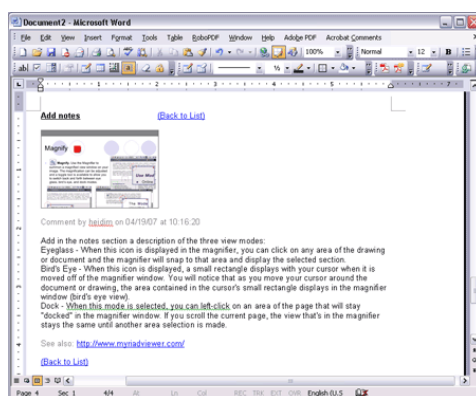 Document2 - Microsoft Word
File Edit View Insert Format Tools Table RoboPDF Window Help Adobe PDF Acrobat Comments
100% Normal 12 B
Add notes (Back to List)
Magnify
Magnify
Comment by heidim on 04/19/07 at 10:16:20
Add in the notes section a description of the three view modes:
Eyeglass - When this icon is displayed in the magnifier, you can click on any area of the drawing
or document and the magnifier will snap to that area and display the selected section.
Bird's Eye - When this icon is displayed, a small rectangle displays with your cursor when it is
moved off of the magnifier window. You will notice that as you move your cursor around the
document or drawing, the area contained in the cursor's small rectangle displays in the magnifier
window (bird's eye view).
Dock - When this mode is selected, you can left-click on an area of the page that will stay
"docked" in the magnifier window. If you scroll the current page, the view that's in the magnifier
stays the same until another area selection is made.
See also: http://www.myriadviewer.com/
(Back to List)
Page 4 Sec 1 4/4 At Ln Col REC TRK EXT OVR English (U.S